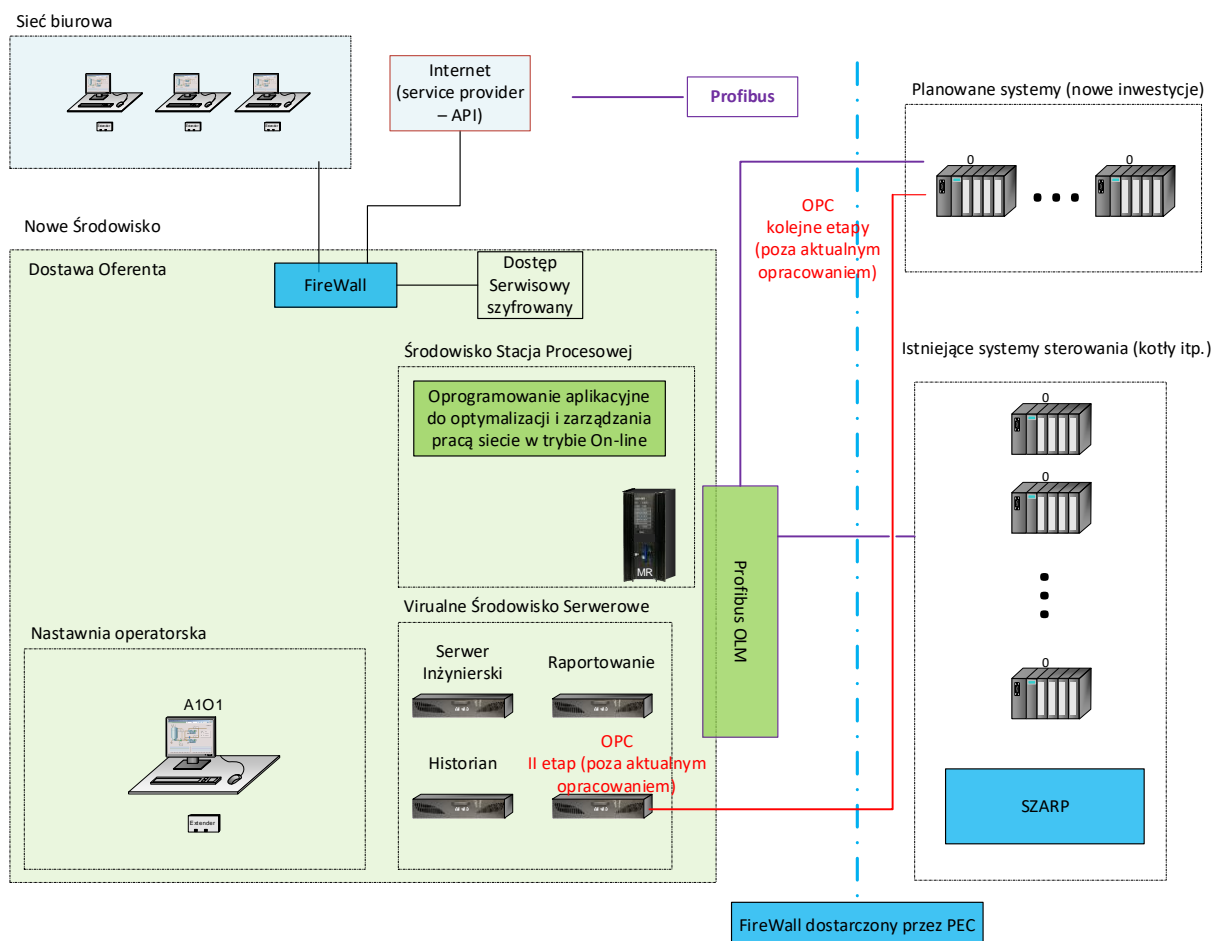 Sieć biurowa
Internet
(service provider
– API)
Profibus
Planowane systemy (nowe inwestycje)
0
0
OPC
kolejne etapy
(poza aktualnym
opracowaniem)
Nowe Środowisko
Dostawa Oferenta
FireWall
Dostęp
Serwisowy
szyfrowany
Środowisko Stacja Procesowej
Oprogramowanie aplikacyjne
do optymalizacji i zarządzania
pracą siecie w trybie On-line
MR
Istniejące systemy sterowania (kotły itp.)
0
0
0
SZARP
Profibus OLM
Virualne Środowisko Serwerowe
Serwer
Inżynierski
Raportowanie
Historian
OPC
II etap (poza aktualnym
opracowaniem)
Nastawnia operatorska
A1O1
Extender
FireWall dostarczony przez PEC